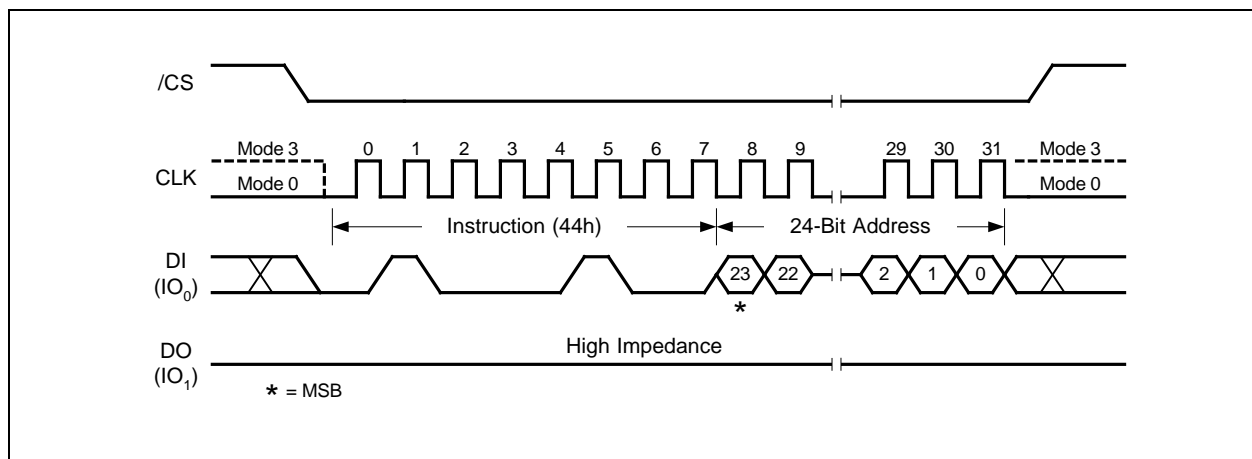 /CS
Mode 3 0 1 2 3 4 5 6 7 8 9 29 30 31 Mode 3
CLK Mode 0 Mode 0
Instruction (44h) 24-Bit Address
DI
(IO₀) 23 22 2 1 0
*
High Impedance
DO
(IO₁)
* = MSB